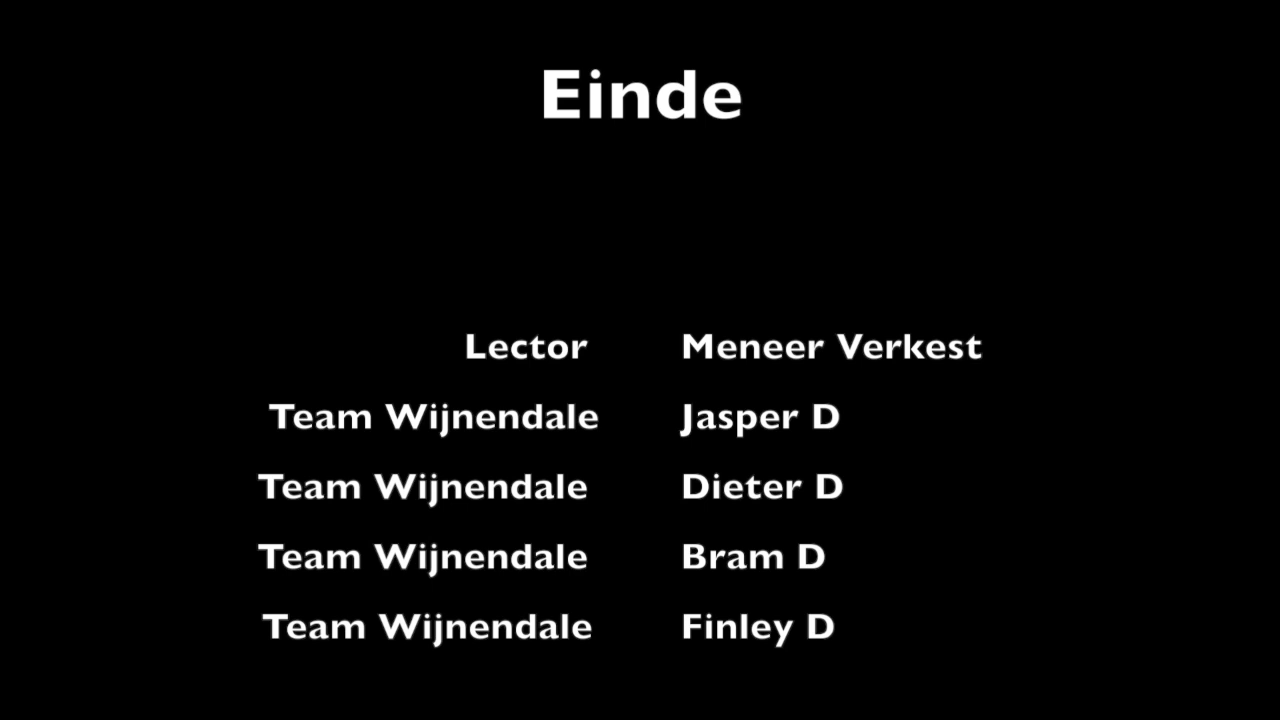 Einde
Lector Meneer Verkest
Team Wijnendale Jasper D
Team Wijnendale Dieter D
Team Wijnendale Bram D
Team Wijnendale Finley D